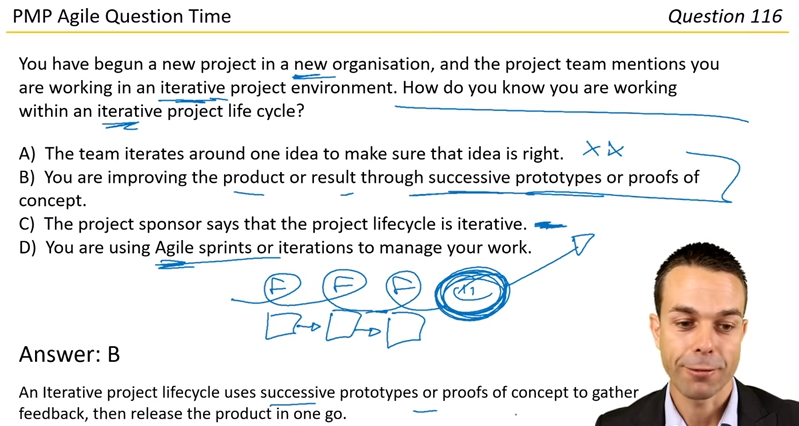 PMP Agile Question Time
Question 116
You have begun a new project in a new organisation, and the project team mentions you
are working in an iterative project environment. How do you know you are working
within an iterative project life cycle?
A) The team iterates around one idea to make sure that idea is right.
B) You are improving the product or result through successive prototypes or proofs of
concept.
C) The project sponsor says that the project lifecycle is iterative.
D) You are using Agile sprints or iterations to manage your work.
F F F
Answer: B
An Iterative project lifecycle uses successive prototypes or proofs of concept to gather
feedback, then release the product in one go.